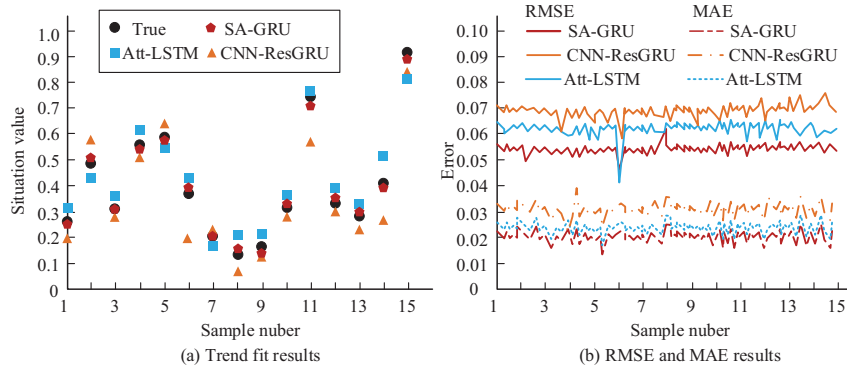 True SA-GRU
Att-LSTM CNN-ResGRU
Situation value
1.0
0.9
0.8
0.7
0.6
0.5
0.4
0.3
0.2
0.1
0
1 3 5 7 9 11 13 15
Sample nuber
(a) Trend fit results
RMSE MAE
SA-GRU SA-GRU
CNN-ResGRU CNN-ResGRU
Att-LSTM Att-LSTM
Error
0.10
0.09
0.08
0.07
0.06
0.05
0.04
0.03
0.02
0.01
0.00
1 3 5 7 9 11 13 15
Sample nuber
(b) RMSE and MAE results